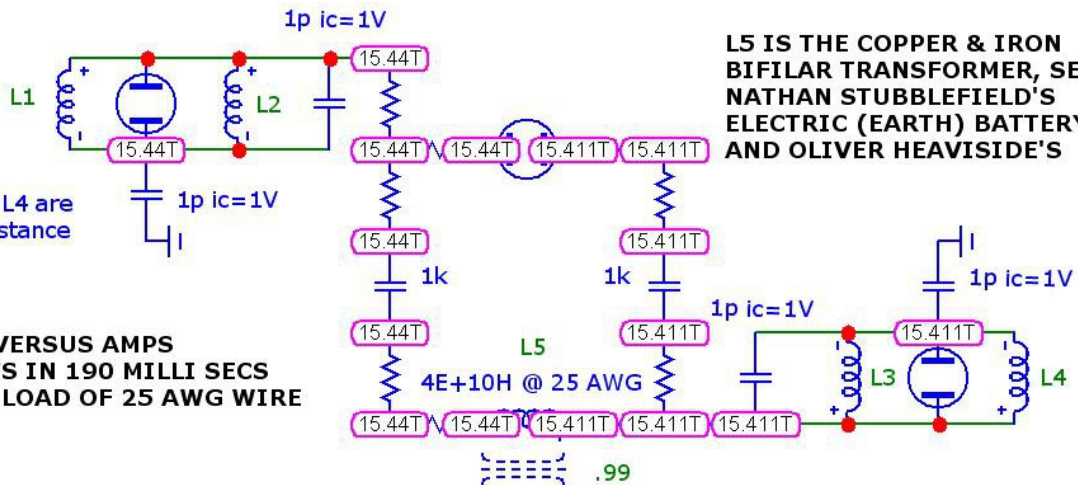 1p ic=1V
L5 IS THE COPPER & IRON
BIFILAR TRANSFORMER,
NATHAN STUBBLEFIELD'S
ELECTRIC (EARTH)
AND OLIVER HEAVISIDE'S
15.44T
L1
+
-
L2
+
-
15.44T
15.44T
15.44T
15.411T
15.411T
1p ic=1V
L4 are
15.44T
15.411T
1k
1k
1p ic=1V
1p ic=1V
15.44T
15.411T
15.411T
VERSUS AMPS
IN 190 MILLI SECS
LOAD OF 25 AWG WIRE
L5
4E+10H @ 25 AWG
-
L3
+
-
L4
+
15.44T
15.44T
15.411T
15.411T
15.411T
.99